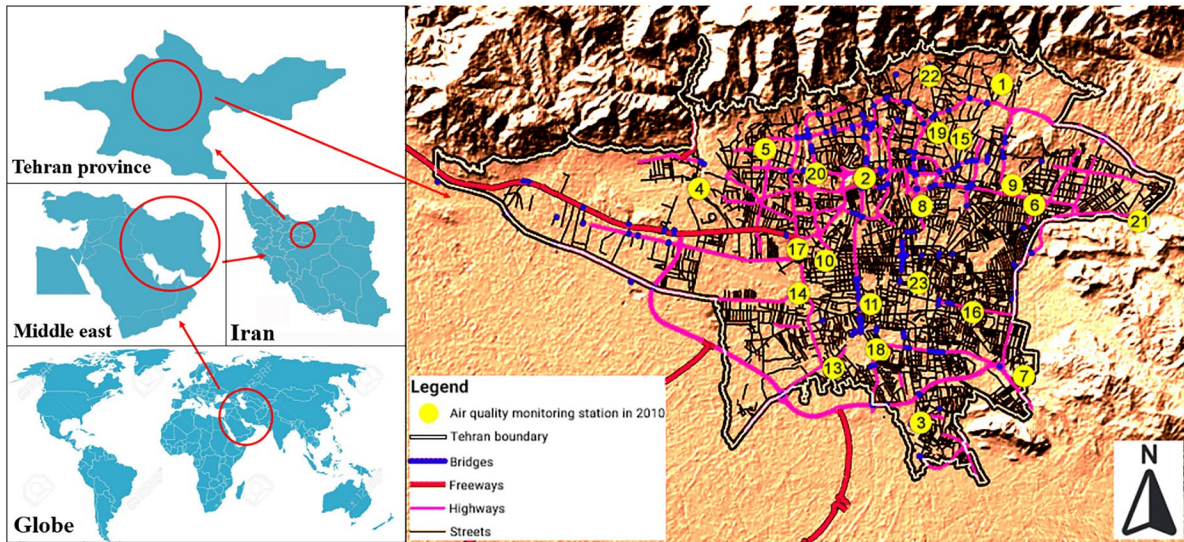 Tehran province
Middle east
Iran
Globe
22
1
19
15
5
20
2
4
9
8
6
21
17
10
14
23
11
16
18
13
7
3
Legend
Air quality monitoring station in 2010
Tehran boundary
Bridges
Freeways
Highways
Streets
N